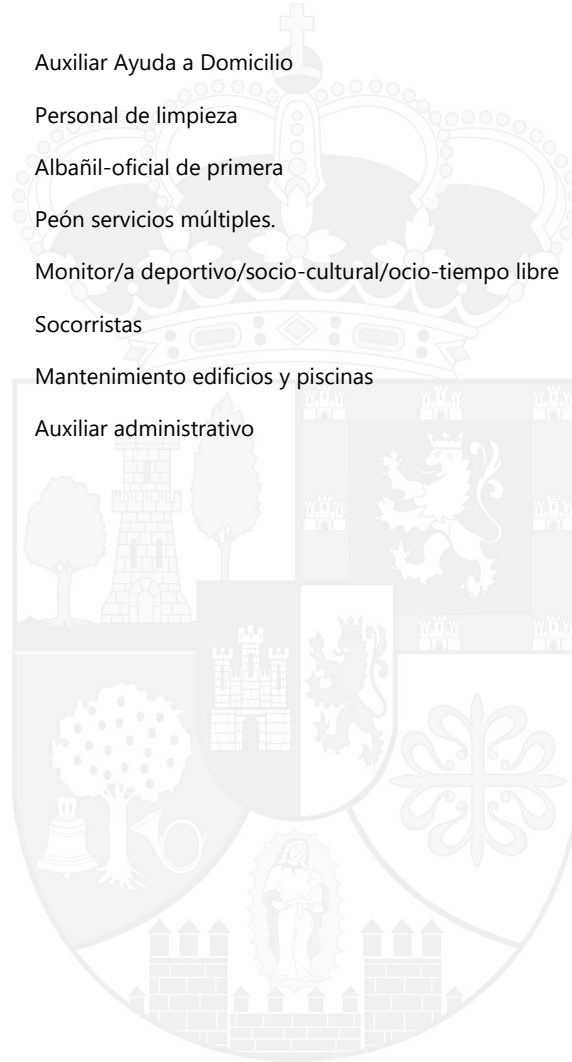 Auxiliar Ayuda a Domicilio
Personal de limpieza
Albañil-oficial de primera
Peón servicios múltiples.
Monitor/a deportivo/socio-cultural/ocio-tiempo libre
Socorristas
Mantenimiento edificios y piscinas
Auxiliar administrativo